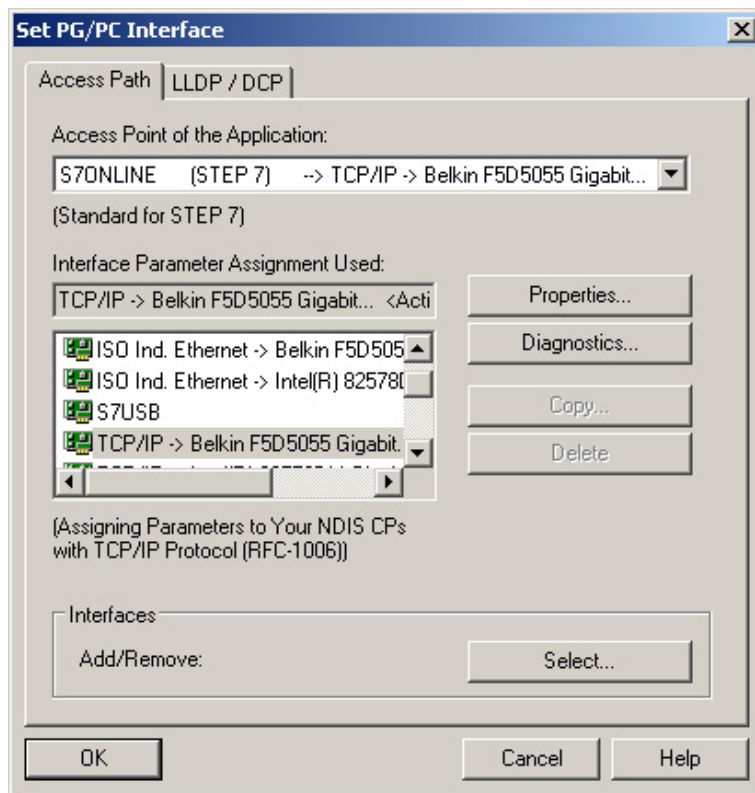 Set PG/PC Interface
Access Path
LLDP / DCP
Access Point of the Application:
S7ONLINE (STEP 7) --> TCP/IP -> Belkin F5D5055 Gigabit...
(Standard for STEP 7)
Interface Parameter Assignment Used:
TCP/IP -> Belkin F5D5055 Gigabit... <Acti
Properties...
Diagnostics...
Copy...
Delete
ISO Ind. Ethernet -> Belkin F5D505
ISO Ind. Ethernet -> Intel(R) 82578D
S7USB
TCP/IP -> Belkin F5D5055 Gigabit.
(Assigning Parameters to Your NDIS CPs
with TCP/IP Protocol (RFC-1006))
Interfaces
Add/Remove:
Select...
OK
Cancel
Help